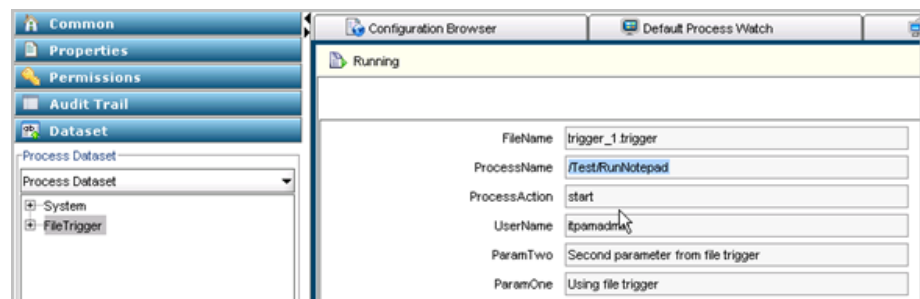 Common
Properties
Permissions
Audit Trail
Dataset
Process Dataset
Process Dataset
System
FileTrigger
Configuration Browser
Default Process Watch
Running
FileName trigger_1.trigger
ProcessName /Test/RunNotepad
ProcessAction start
UserName itpamadmin
ParamTwo Second parameter from file trigger
ParamOne Using file trigger